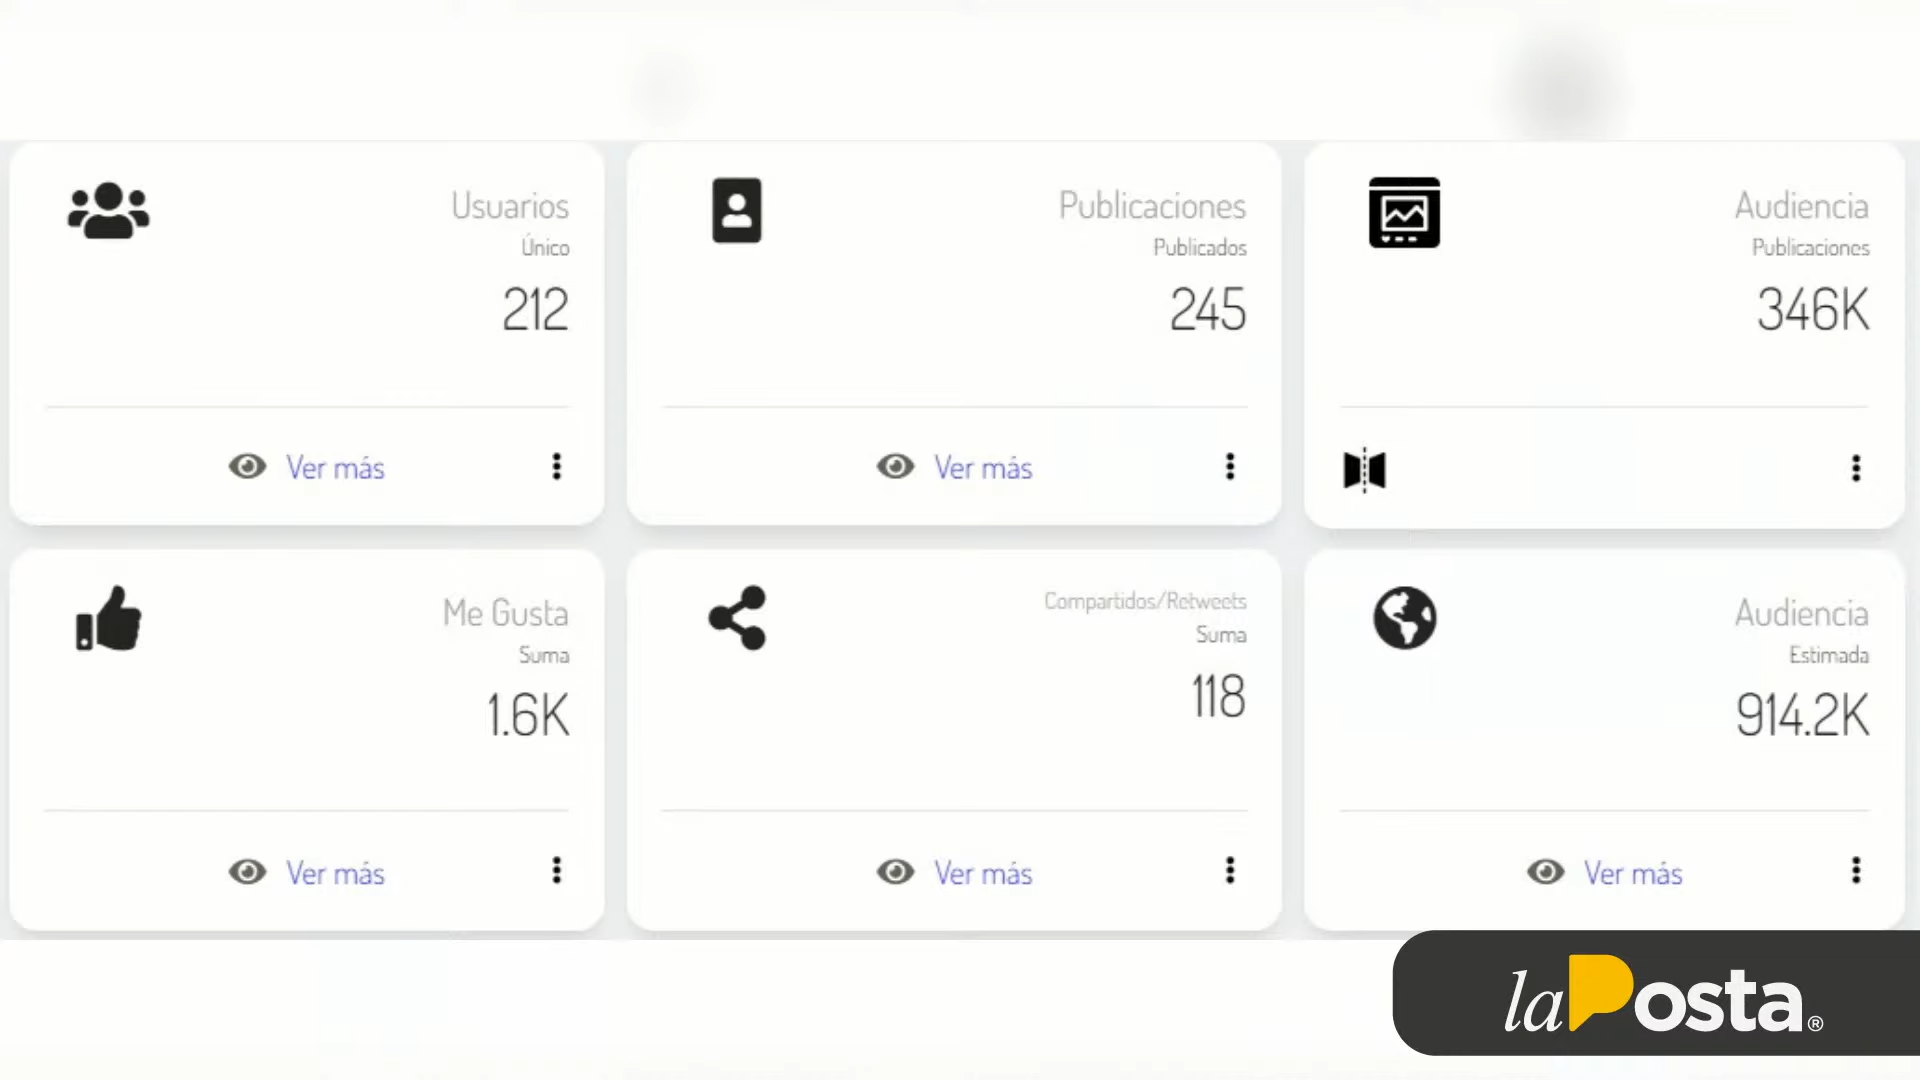 Usuarios
Único
212
Ver más
Publicaciones
Publicados
245
Ver más
Audiencia
Publicaciones
346K
Me Gusta
Suma
1.6K
Ver más
Compartidos/Retweets
Suma
118
Ver más
Audiencia
Estimada
914.2K
Ver más
laPosta®